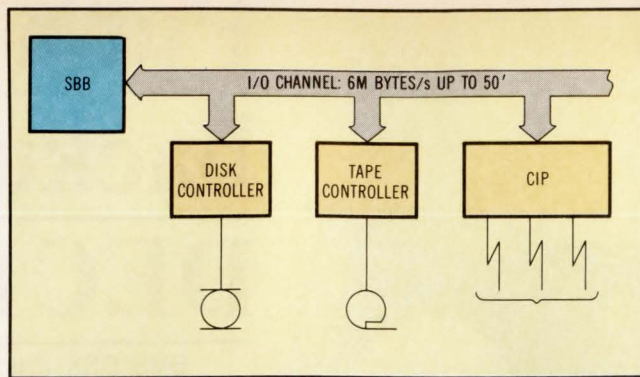 SBB
I/O CHANNEL: 6M BYTES/s UP TO 50'
DISK
CONTROLLER
TAPE
CONTROLLER
CIP